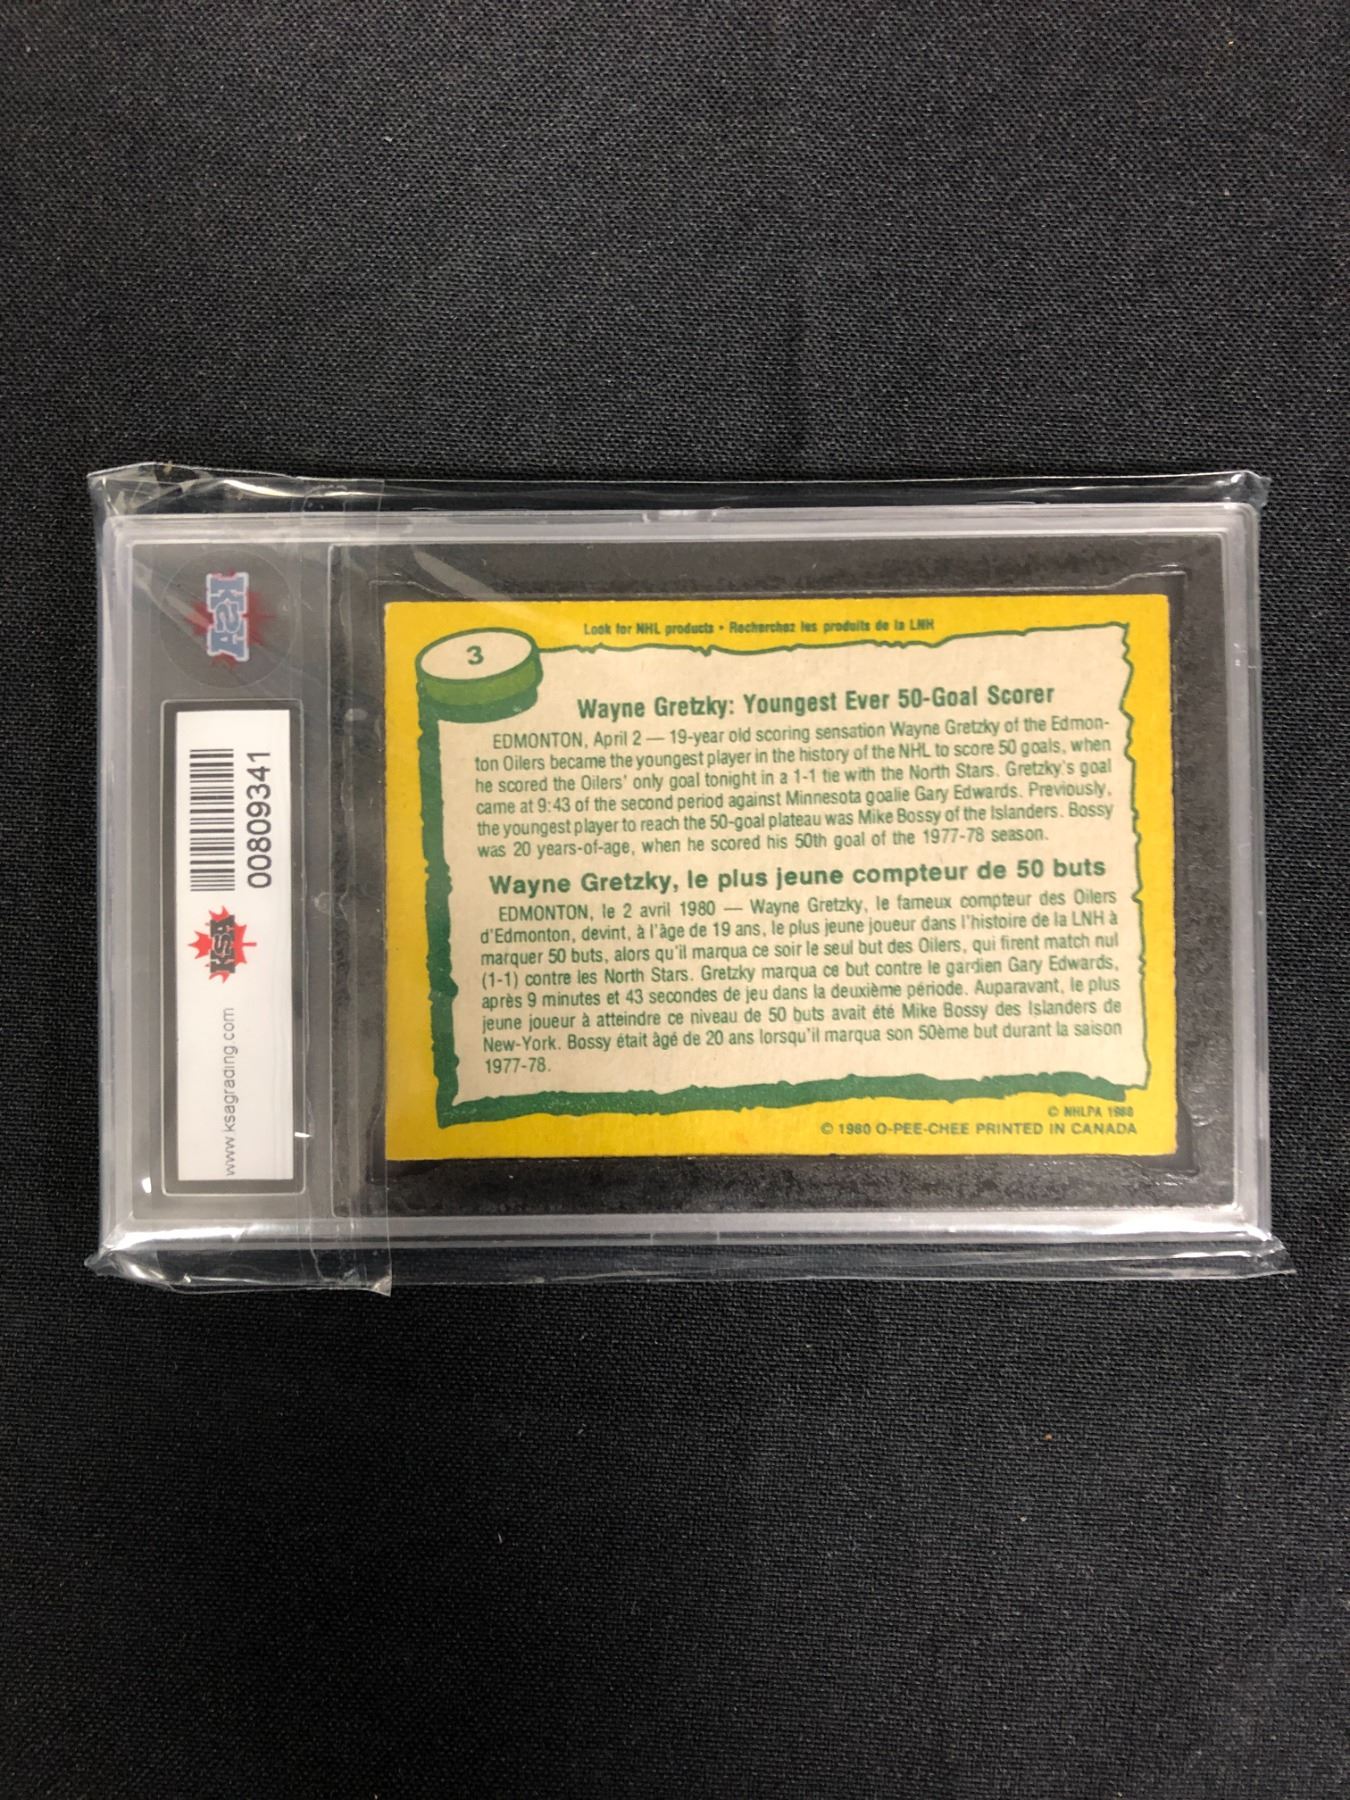 Look for NHL products • Recherchez les produits de la LNH
3
Wayne Gretzky: Youngest Ever 50-Goal Scorer
EDMONTON, April 2 — 19-year old scoring sensation Wayne Gretzky of the Edmon-
ton Oilers became the youngest player in the history of the NHL to score 50 goals, when
he scored the Oilers' only goal tonight in a 1-1 tie with the North Stars. Gretzky's goal
came at 9:43 of the second period against Minnesota goalie Gary Edwards. Previously,
the youngest player to reach the 50-goal plateau was Mike Bossy of the Islanders. Bossy
was 20 years-of-age, when he scored his 50th goal of the 1977-78 season.
Wayne Gretzky, le plus jeune compteur de 50 buts
EDMONTON, le 2 avril 1980 — Wayne Gretzky, le fameux compteur des Oilers
d'Edmonton, devint, à l'âge de 19 ans, le plus jeune joueur dans l'histoire de la LNH à
marquer 50 buts, alors qu'il marqua ce soir le seul but des Oilers, qui firent match nul
(1-1) contre les North Stars. Gretzky marqua ce but contre le gardien Gary Edwards,
après 9 minutes et 43 secondes de jeu dans la deuxième période. Auparavant, le plus
jeune joueur à atteindre ce niveau de 50 buts avait été Mike Bossy des Islanders de
New-York. Bossy était âgé de 20 ans lorsqu'il marqua son 50ème but durant la saison
1977-78.
© NHLPA 1980
© 1980 O-PEE-CHEE PRINTED IN CANADA
KSA
www.ksagrading.com
KSA
00809341